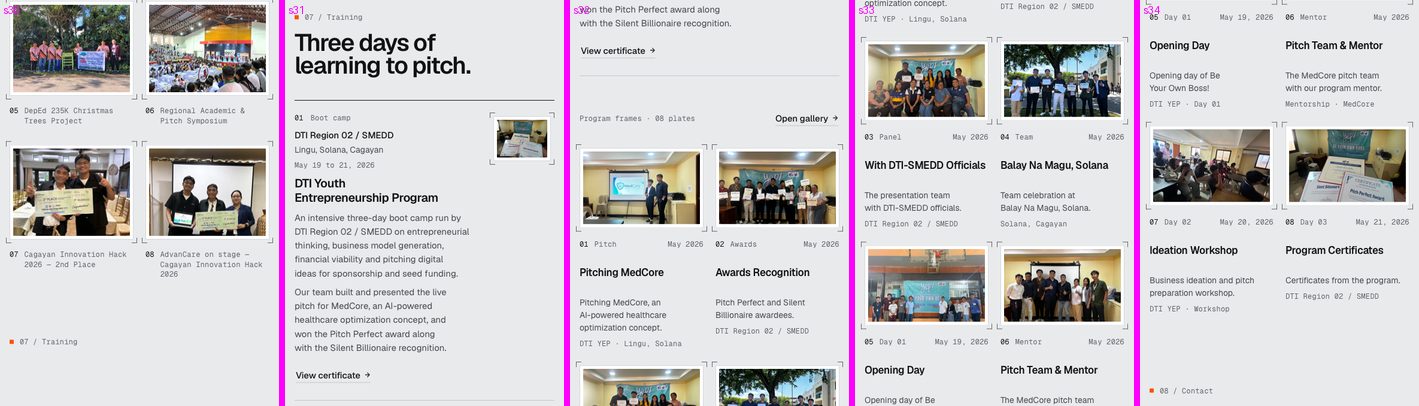 s30
05 DepEd 235K Christmas
Trees Project
06 Regional Academic &
Pitch Symposium
07 Cagayan Innovation Hack
2026 — 2nd Place
08 AdvanCare on stage —
Cagayan Innovation Hack
2026
07 / Training
s31
07 / Training
Three days of
learning to pitch.
01 Boot camp
DTI Region 02 / SMEDD
Lingu, Solana, Cagayan
May 19 to 21, 2026
DTI Youth
Entrepreneurship Program
An intensive three-day boot camp run by
DTI Region 02 / SMEDD on entrepreneurial
thinking, business model generation,
financial viability and pitching digital
ideas for sponsorship and seed funding.
Our team built and presented the live
pitch for MedCore, an AI-powered
healthcare optimization concept, and
won the Pitch Perfect award along
with the Silent Billionaire recognition.
View certificate →
s32
won the Pitch Perfect award along
with the Silent Billionaire recognition.
View certificate →
Program frames · 08 plates
Open gallery →
01 Pitch May 2026
Pitching MedCore
Pitching MedCore, an
AI-powered healthcare
optimization concept.
DTI YEP · Lingu, Solana
02 Awards May 2026
Awards Recognition
Pitch Perfect and Silent
Billionaire awardees.
DTI Region 02 / SMEDD
s33
optimization concept.
DTI YEP · Lingu, Solana
DTI Region 02 / SMEDD
03 Panel May 2026
With DTI-SMEDD Officials
The presentation team
with DTI-SMEDD officials.
DTI Region 02 / SMEDD
04 Team May 2026
Balay Na Magu, Solana
Team celebration at
Balay Na Magu, Solana.
Solana, Cagayan
05 Day 01 May 19, 2026
Opening Day
Opening day of Be
06 Mentor May 2026
Pitch Team & Mentor
The MedCore pitch team
s34
05 Day 01 May 19, 2026
Opening Day
Opening day of Be
Your Own Boss!
DTI YEP · Day 01
06 Mentor May 2026
Pitch Team & Mentor
The MedCore pitch team
with our program mentor.
Mentorship · MedCore
07 Day 02 May 20, 2026
Ideation Workshop
Business ideation and pitch
preparation workshop.
DTI YEP · Workshop
08 Day 03 May 21, 2026
Program Certificates
Certificates from the program.
DTI Region 02 / SMEDD
08 / Contact